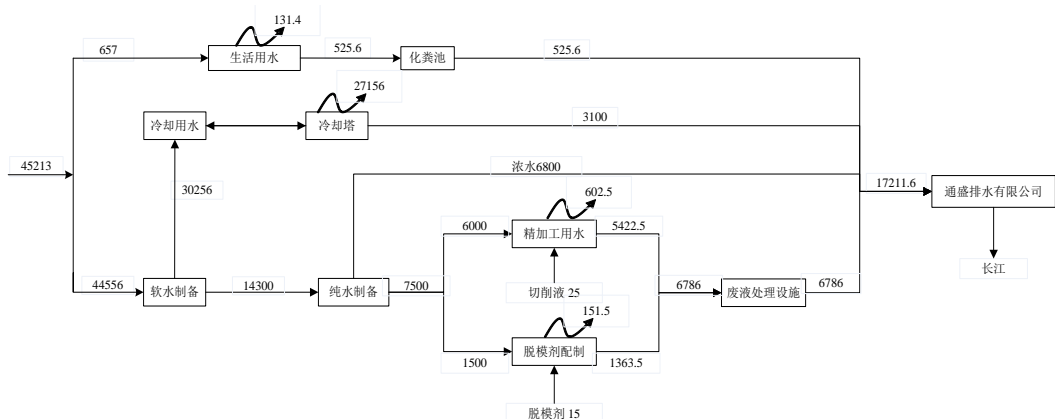 131.4
657
生活用水
525.6
化粪池
525.6
27156
冷却用水
冷却塔
3100
45213
浓水6800
30256
17211.6
通盛排水有限公司
602.5
6000
精加工用水
5422.5
长江
44556
软水制备
14300
纯水制备
7500
切削液 25
6786
废液处理设施
6786
151.5
1500
脱模剂配制
1363.5
脱模剂 15